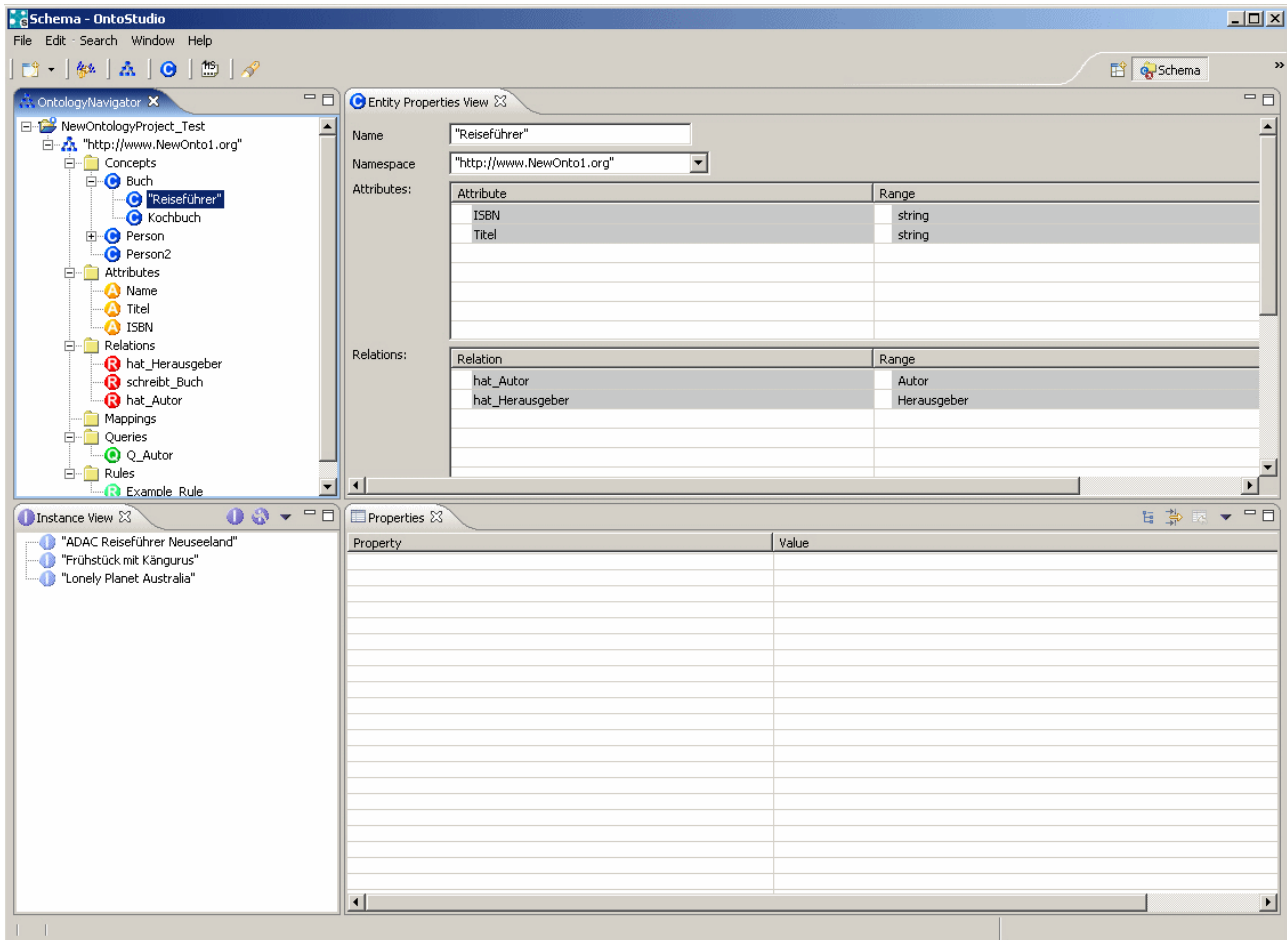 Schema - OntoStudio
File Edit Search Window Help
Schema
»
OntologyNavigator
NewOntologyProject_Test
"http://www.NewOnto1.org"
Concepts
Buch
"Reiseführer"
Kochbuch
Person
Person2
Attributes
Name
Titel
ISBN
Relations
hat_Herausgeber
schreibt_Buch
hat_Autor
Mappings
Queries
Q_Autor
Rules
Example_Rule
Entity Properties View
Name "Reiseführer"
Namespace "http://www.NewOnto1.org"
Attributes:
Attribute Range
ISBN string
Titel string
Relations:
Relation Range
hat_Autor Autor
hat_Herausgeber Herausgeber
Instance View
"ADAC Reiseführer Neuseeland"
"Frühstück mit Kängurus"
"Lonely Planet Australia"
Properties
Property Value